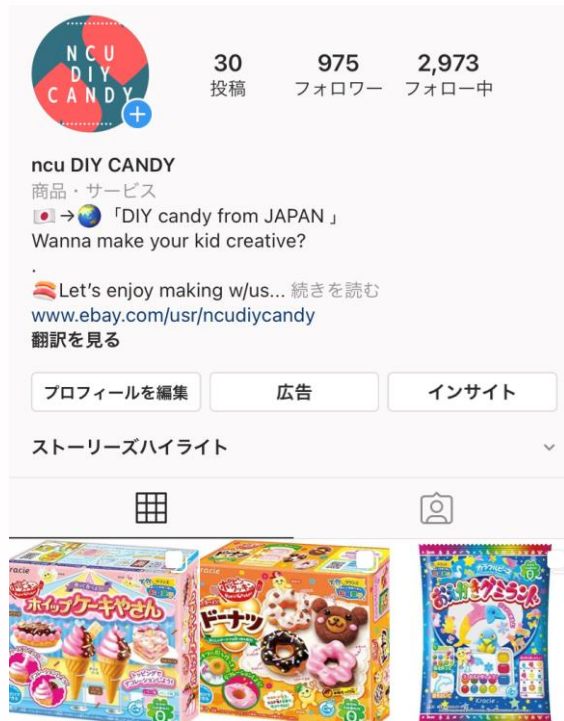 NCU
DIY
CANDY
30 975 2,973
投稿 フォロワー フォロー中
ncu DIY CANDY
商品・サービス
🇯🇵→🌏「DIY candy from JAPAN」
Wanna make your kid creative?
.
🍣Let's enjoy making w/us... 続きを読む
www.ebay.com/usr/ncudiycandy
翻訳を見る
プロフィールを編集 広告 インサイト
ストーリーズハイライト
racie
ホイップケーキやさん
racie
ドーナツ
おえかきグミランド
Kracie